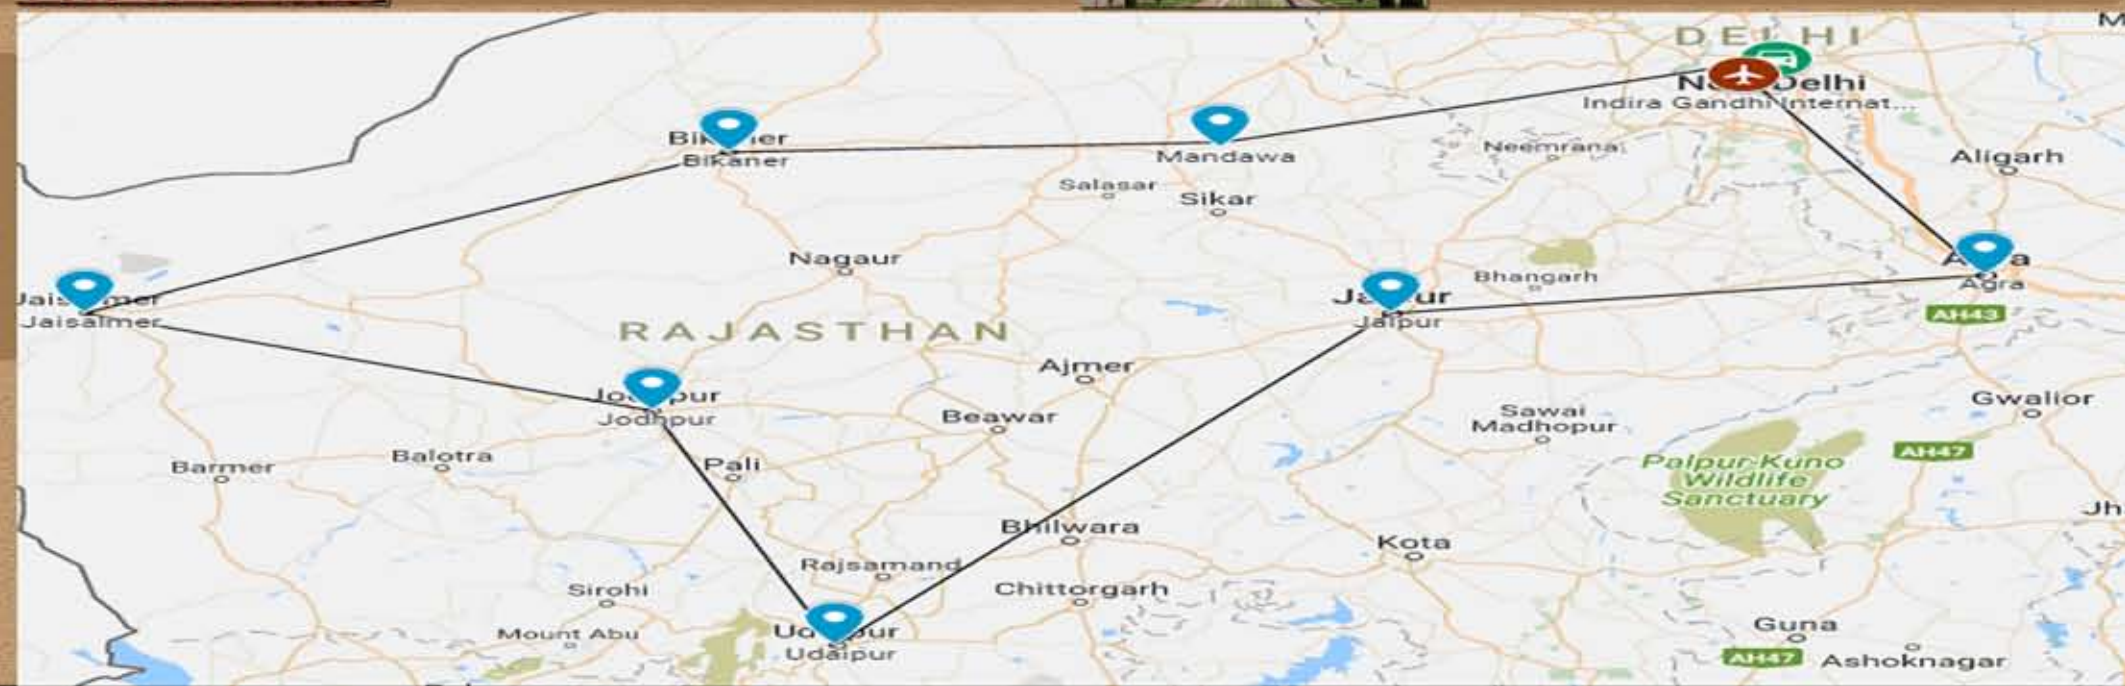 DELHI
Indira Gandhi Internat...
Bikaner
Mandawa
Neemrana
Aligarh
Salasar
Sikar
Nagaur
Bhangarh
Agra
Jaisalmer
Jaipur
AH43
RAJASTHAN
Ajmer
Jodhpur
Beawar
Gwalior
Sawai
Madhopur
Balotra
Barmer
Pali
AH47
Palpur-Kuno
Wildlife
Sanctuary
Jh
Bhilwara
Kota
Rajsamand
Sirohi
Chittorgarh
Mount Abu
Udaipur
Guna
AH47
Ashoknagar